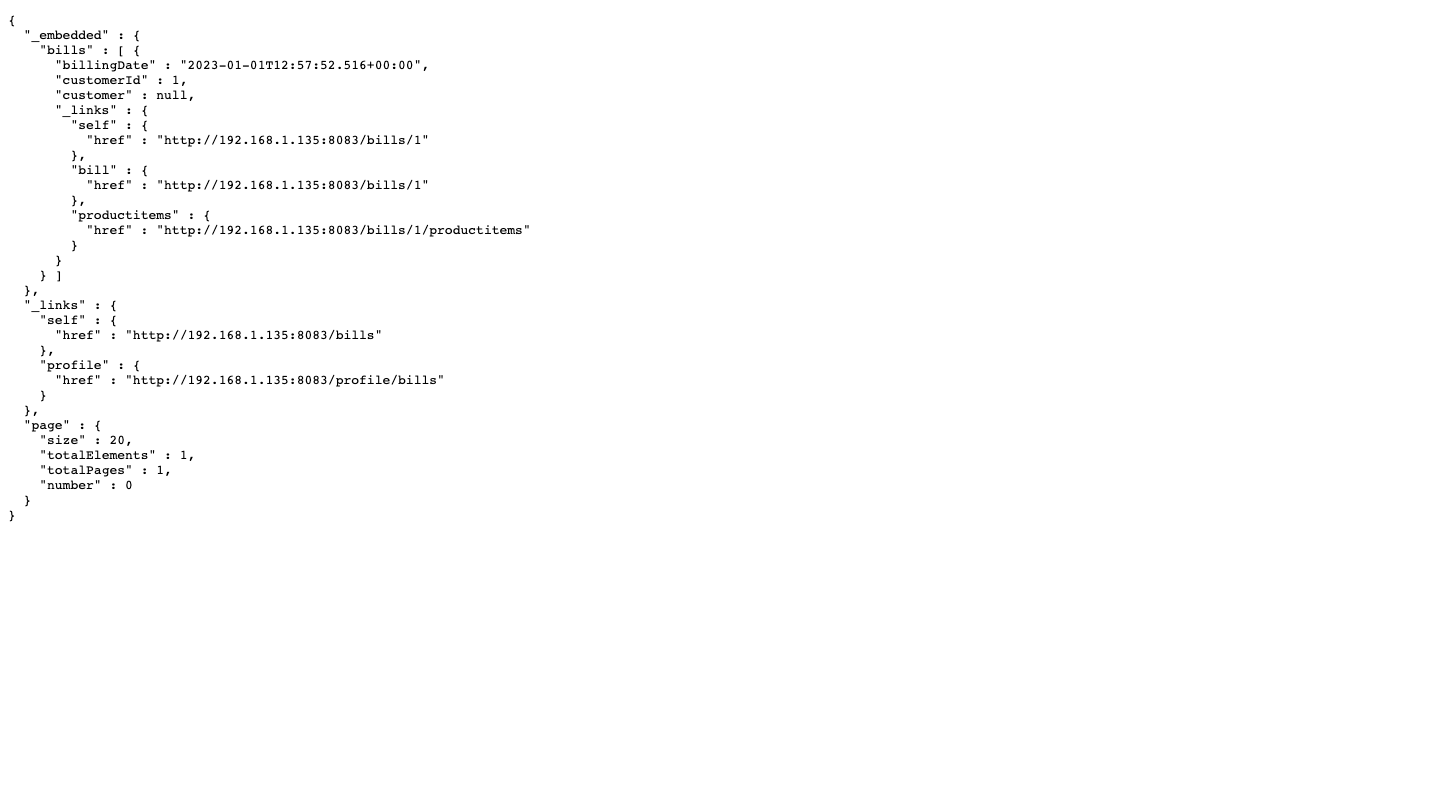 {
  "_embedded" : {
    "bills" : [ {
      "billingDate" : "2023-01-01T12:57:52.516+00:00",
      "customerId" : 1,
      "customer" : null,
      "_links" : {
        "self" : {
          "href" : "http://192.168.1.135:8083/bills/1"
        },
        "bill" : {
          "href" : "http://192.168.1.135:8083/bills/1"
        },
        "productitems" : {
          "href" : "http://192.168.1.135:8083/bills/1/productitems"
        }
      }
    } ]
  },
  "_links" : {
    "self" : {
      "href" : "http://192.168.1.135:8083/bills"
    },
    "profile" : {
      "href" : "http://192.168.1.135:8083/profile/bills"
    }
  },
  "page" : {
    "size" : 20,
    "totalElements" : 1,
    "totalPages" : 1,
    "number" : 0
  }
}